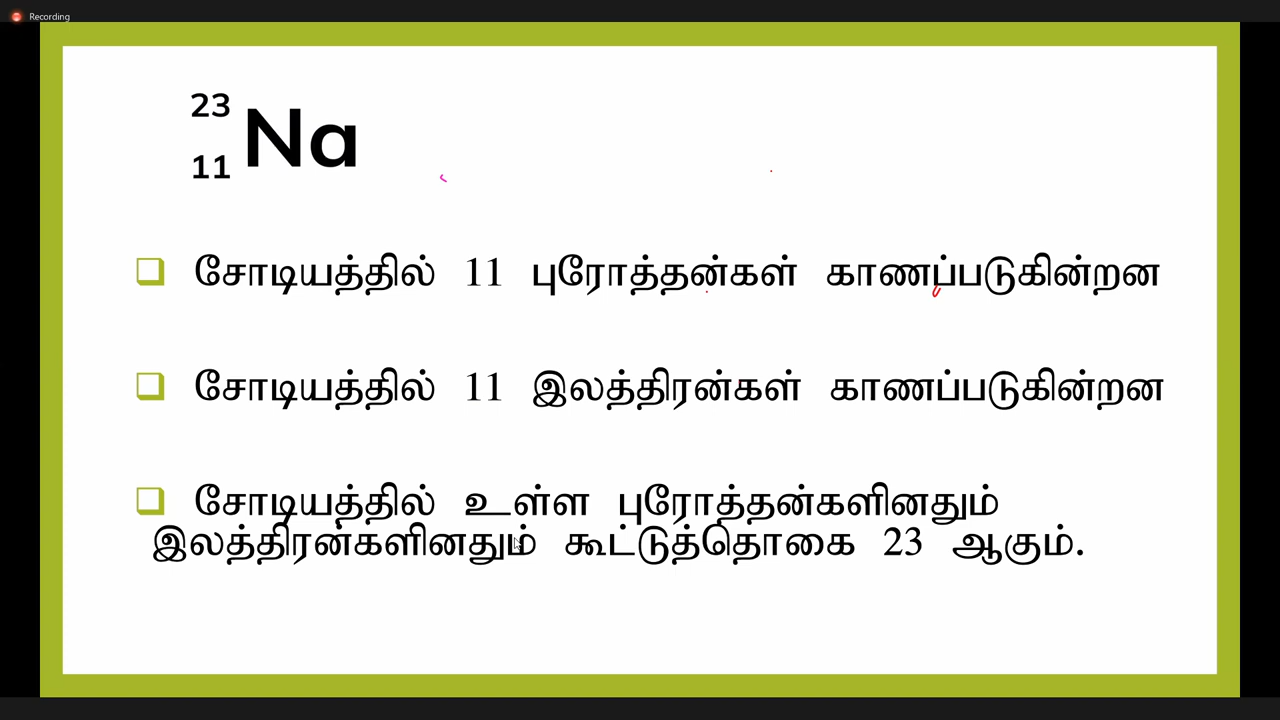 Recording
23
11 Na
சோடியத்தில் 11 புரோத்தன்கள் காணப்படுகின்றன
சோடியத்தில் 11 இலத்திரன்கள் காணப்படுகின்றன
சோடியத்தில் உள்ள புரோத்தன்களினதும்
இலத்திரன்களினதும் கூட்டுத்தொகை 23 ஆகும்.